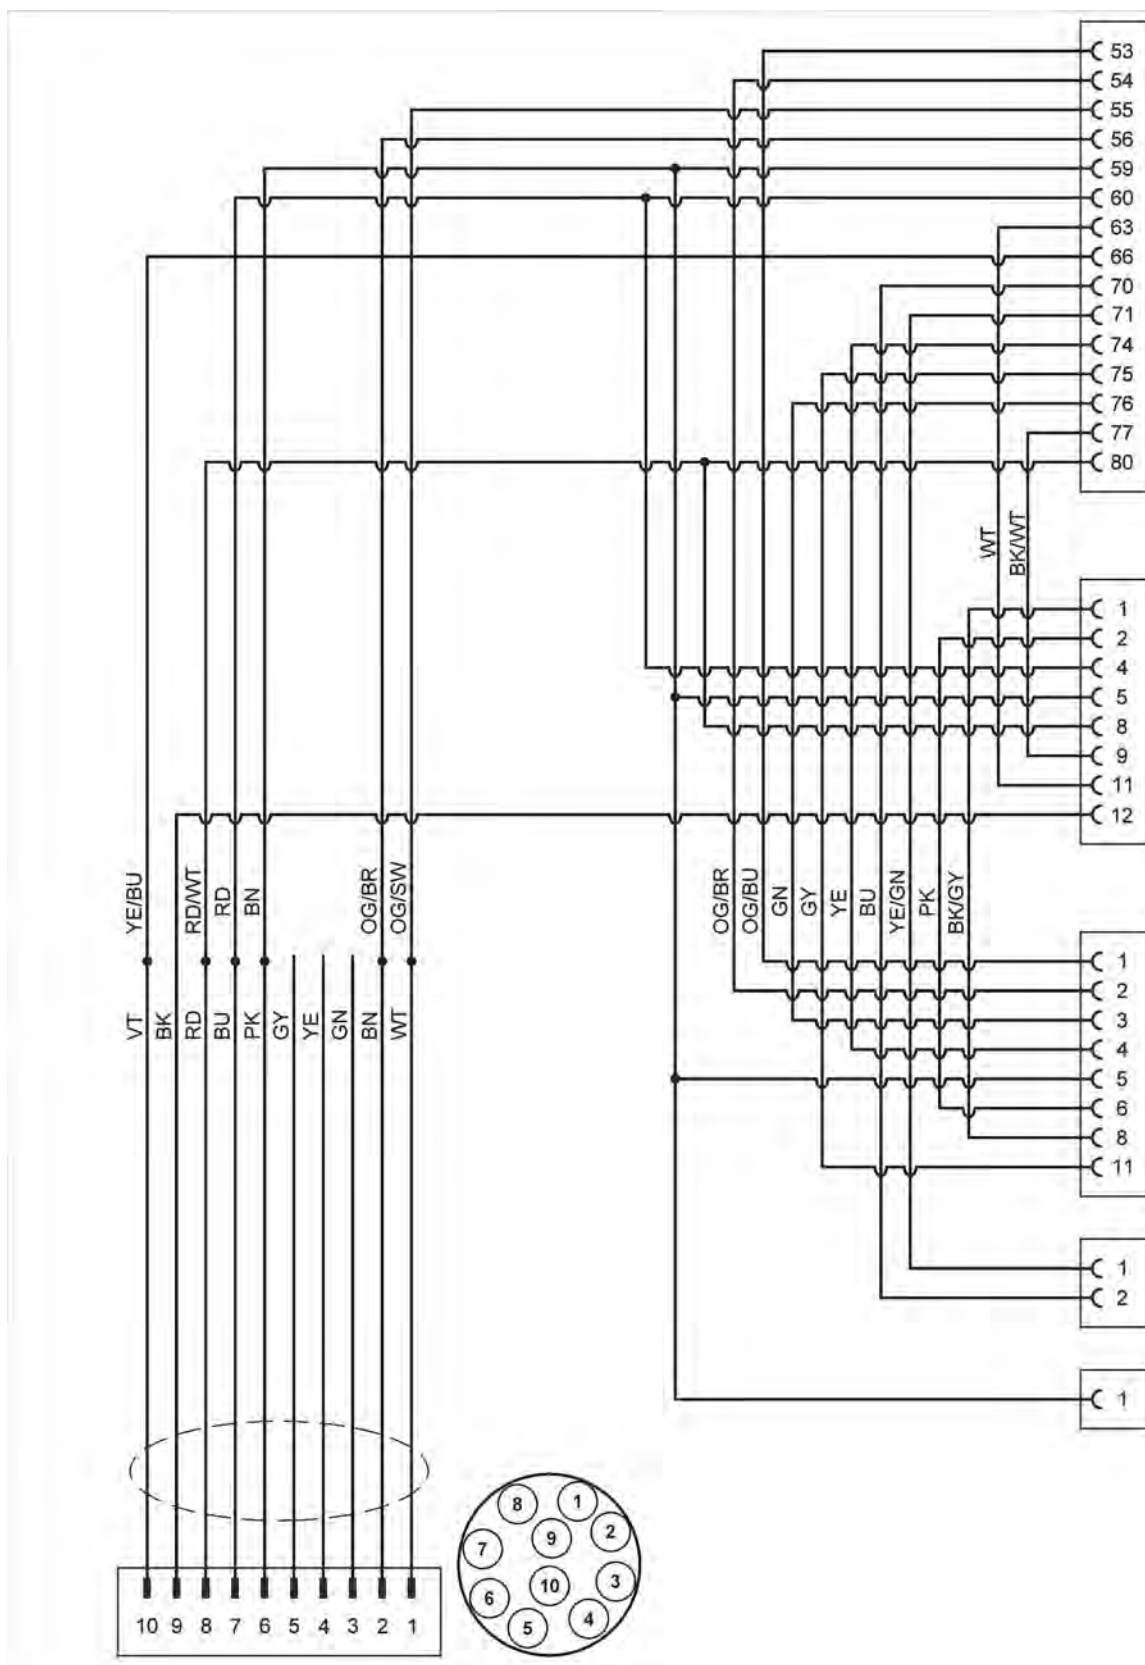 53
54
55
56
59
60
63
66
70
71
74
75
76
77
80
WT
BK/WT
1
2
4
5
8
9
11
12
YE/BU
RD/WT
RD
BN
OG/BR
OG/SW
OG/BR
OG/BU
GN
GY
YE
BU
YE/GN
PK
BK/GY
VT
BK
RD
BU
PK
GY
YE
GN
BN
WT
1
2
3
4
5
6
8
11
1
2
1
8
1
7
9
2
10
3
6
5
4
10 9 8 7 6 5 4 3 2 1